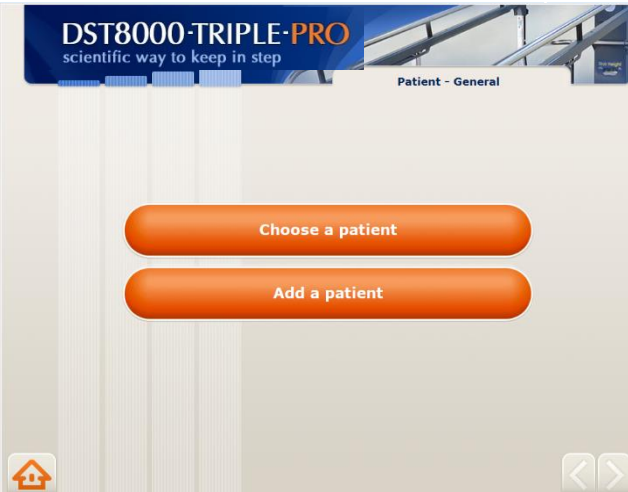 DST8000-TRIPLE-PRO
scientific way to keep in step
Patient - General
Choose a patient
Add a patient